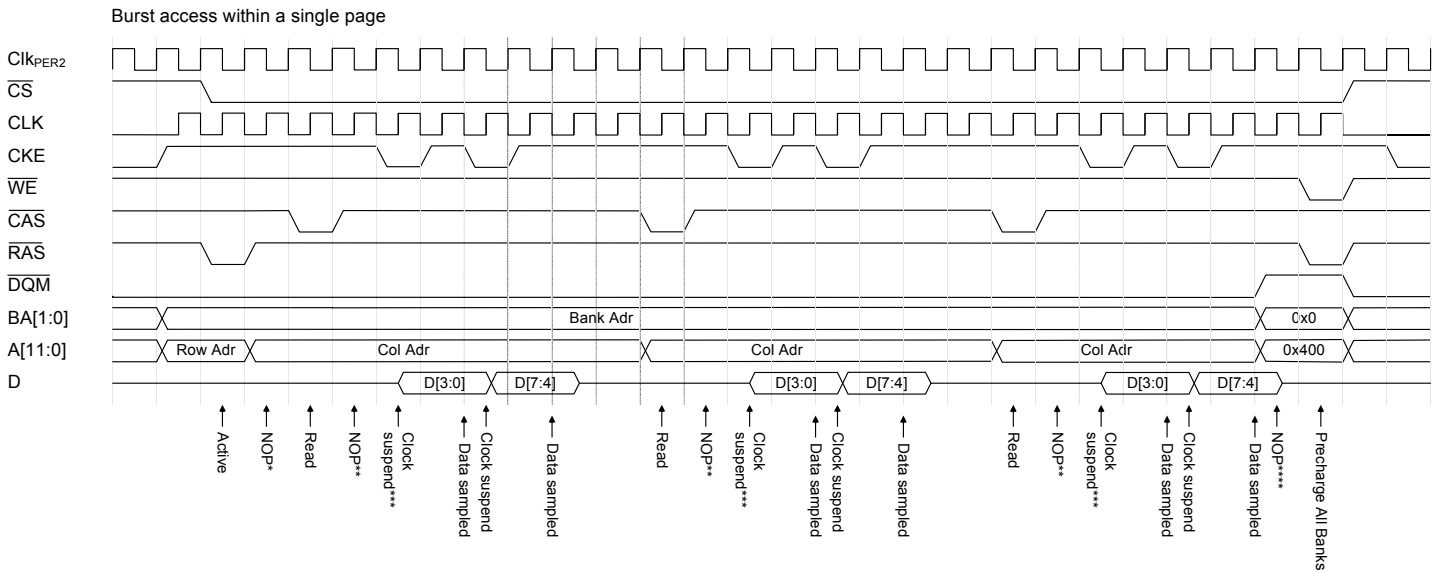 Burst access within a single page
ClkPER2
CS
CLK
CKE
WE
CAS
RAS
DQM
BA[1:0] Bank Adr 0x0
A[11:0] Row Adr Col Adr Col Adr Col Adr 0x400
D D[3:0] D[7:4] D[3:0] D[7:4] D[3:0] D[7:4]
Active
NOP*
Read
NOP**
Clock
suspend***
Data sampled
Clock suspend
Data sampled
Read
NOP**
Clock
suspend***
Data sampled
Clock suspend
Data sampled
Read
NOP**
Clock
suspend***
Data sampled
Clock suspend
Data sampled
NOP****
Precharge All Banks